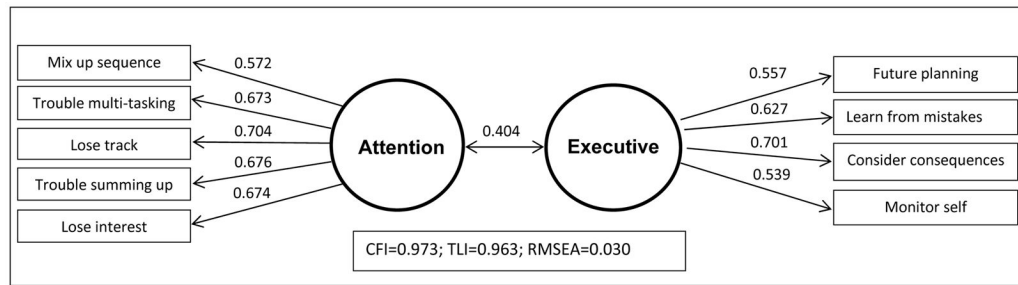 Mix up sequence
0.572
Trouble multi-tasking
0.673
Lose track
0.704
Trouble summing up
0.676
Lose interest
0.674
Attention
0.404
Executive
0.557
Future planning
0.627
Learn from mistakes
0.701
Consider consequences
0.539
Monitor self
CFI=0.973; TLI=0.963; RMSEA=0.030